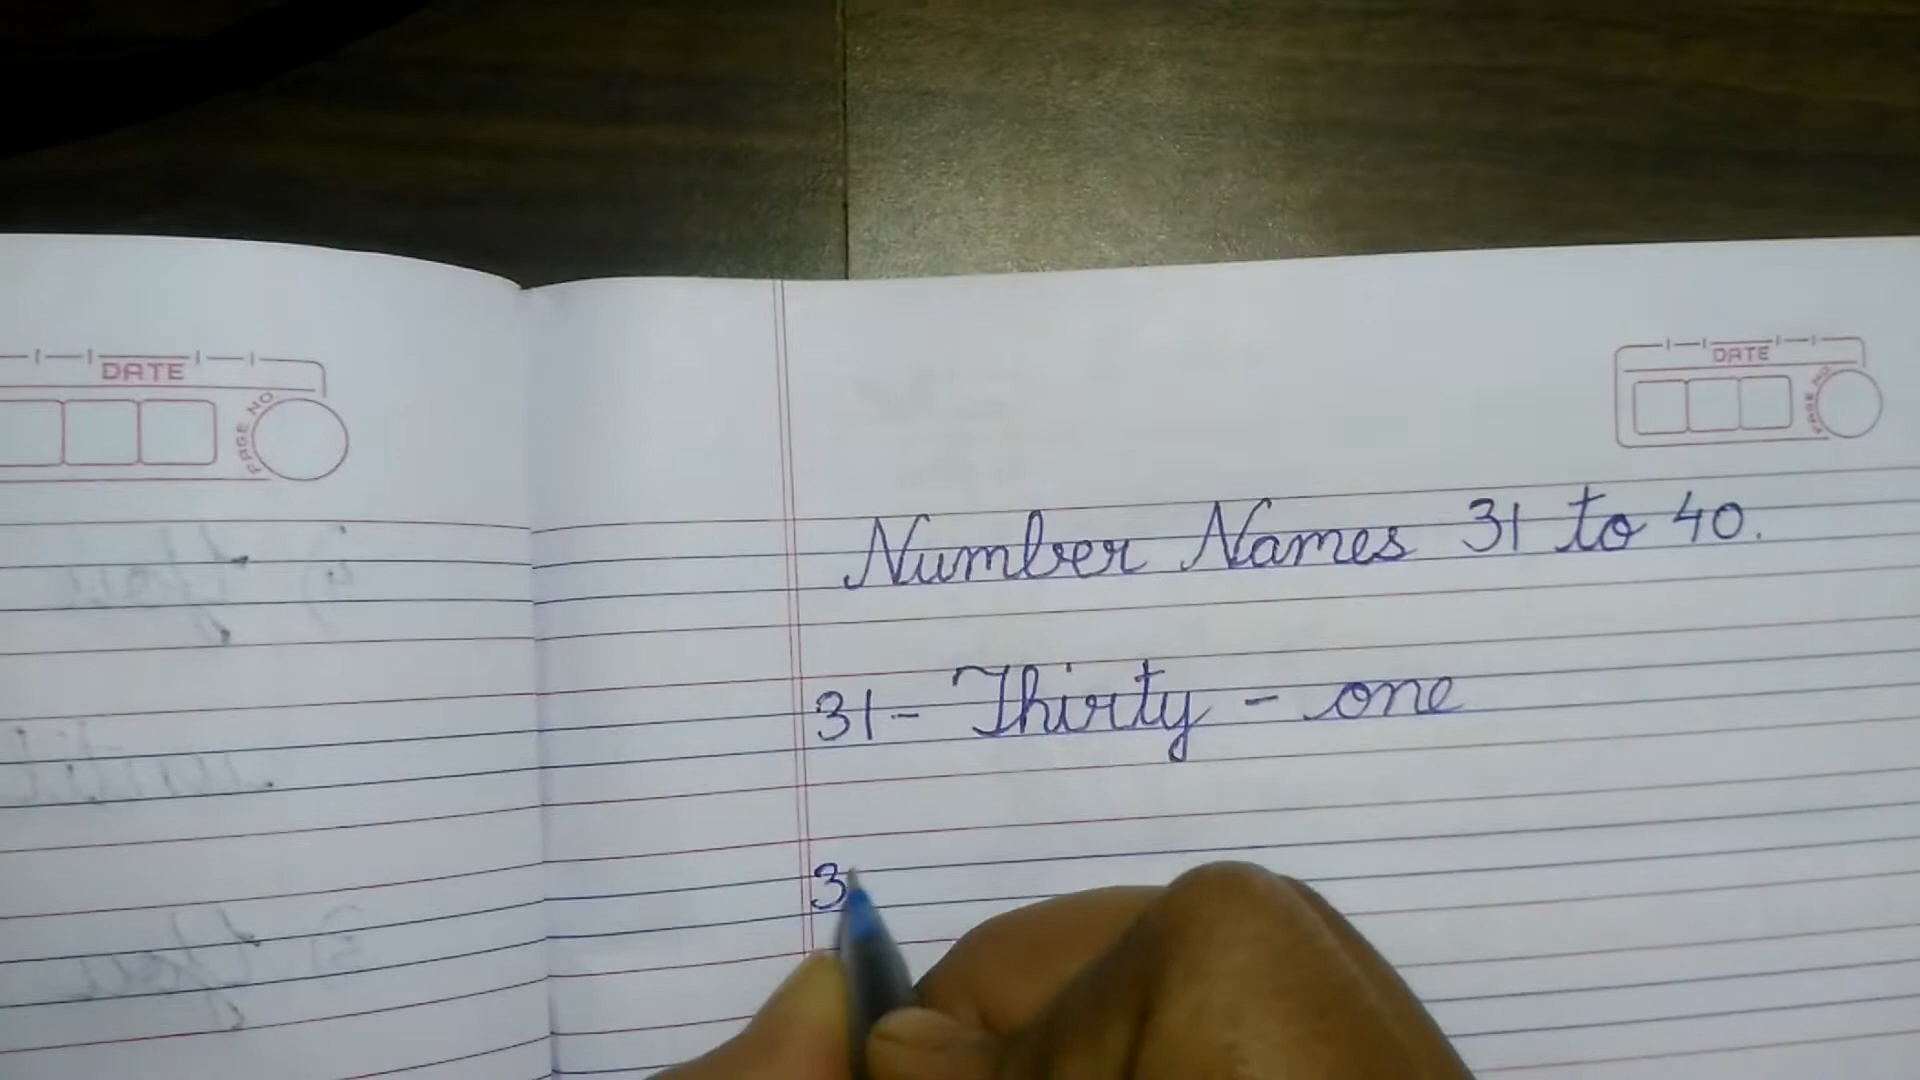 DATE
PAGE NO.
DATE
PAGE NO.
Number Names 31 to 40.
31 - Thirty - one
3